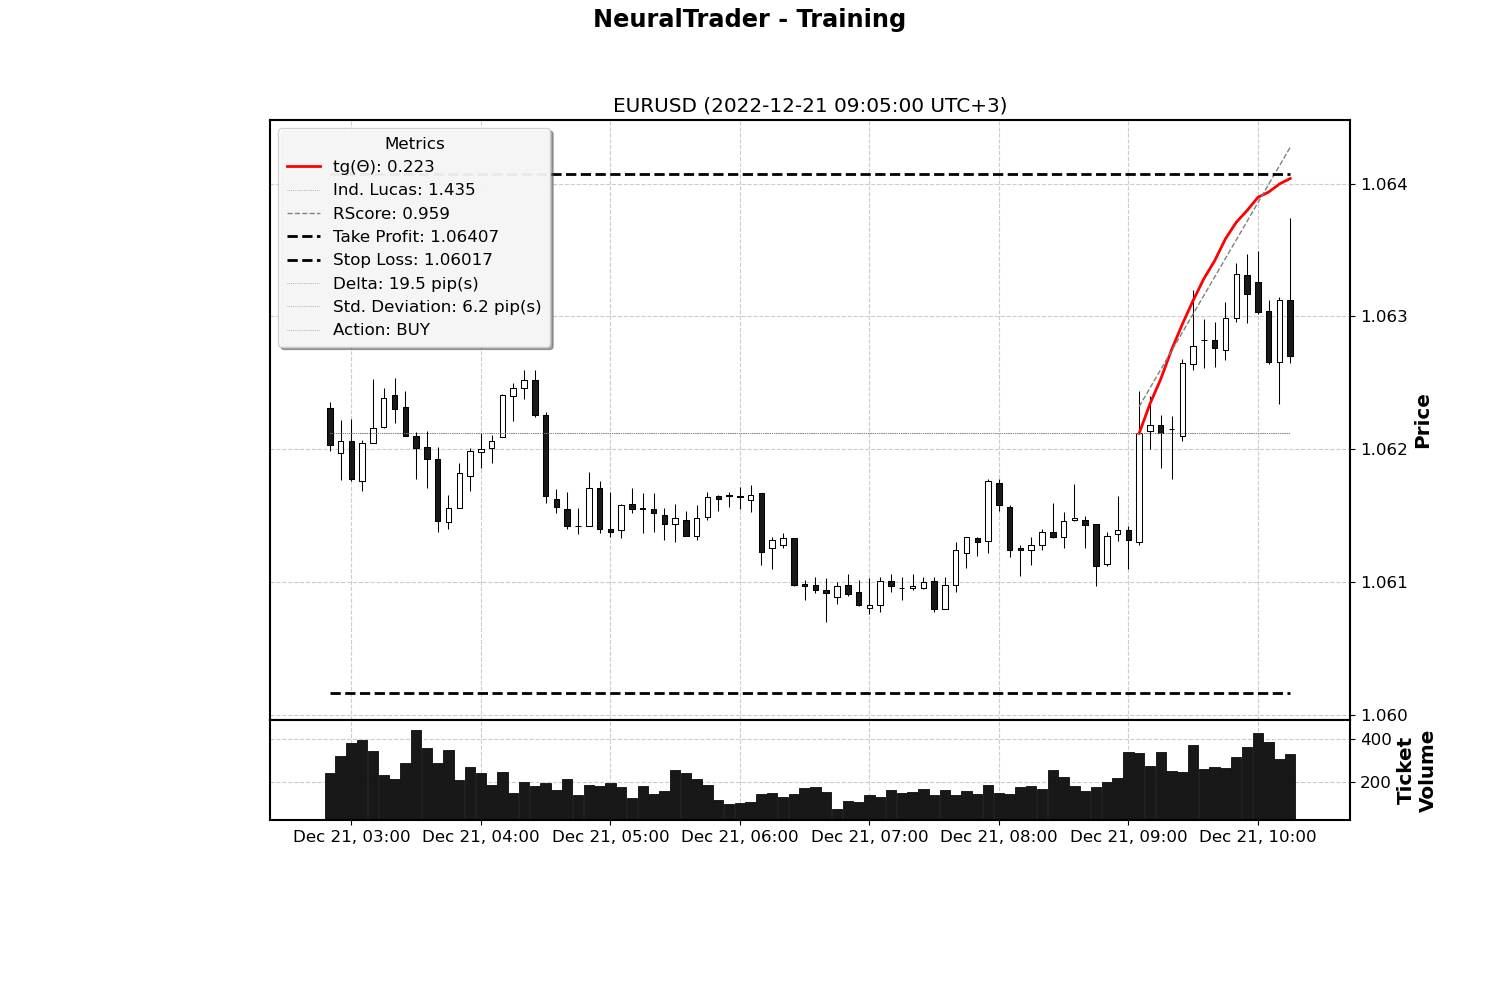 NeuralTrader - Training
EURUSD (2022-12-21 09:05:00 UTC+3)
Metrics
tg(Θ): 0.223
Ind. Lucas: 1.435
RScore: 0.959
Take Profit: 1.06407
Stop Loss: 1.06017
Delta: 19.5 pip(s)
Std. Deviation: 6.2 pip(s)
Action: BUY
1.064
1.063
1.062
1.061
1.060
Price
400
200
Ticket
Volume
Dec 21, 03:00 Dec 21, 04:00 Dec 21, 05:00 Dec 21, 06:00 Dec 21, 07:00 Dec 21, 08:00 Dec 21, 09:00 Dec 21, 10:00